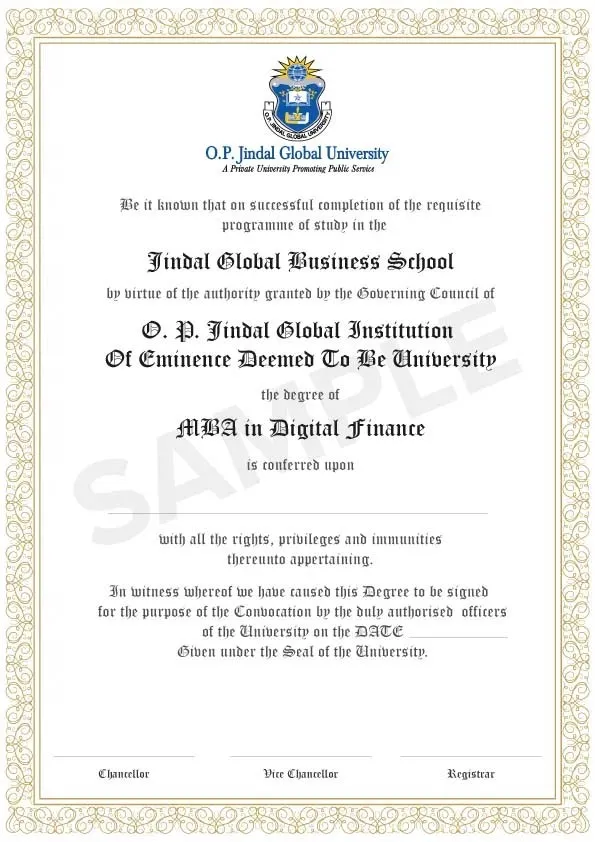 O.P. JINDAL GLOBAL UNIVERSITY
O.P. Jindal Global University
A Private University Promoting Public Service
Be it known that on successful completion of the requisite
programme of study in the
Jindal Global Business School
by virtue of the authority granted by the Governing Council of
O. P. Jindal Global Institution
Of Eminence Deemed To Be University
the degree of
MBA in Digital Finance
is conferred upon
SAMPLE
with all the rights, privileges and immunities
thereunto appertaining.
In witness whereof we have caused this Degree to be signed
for the purpose of the Convocation by the duly authorised officers
of the University on the DATE
Given under the Seal of the University.
Chancellor
Vice Chancellor
Registrar